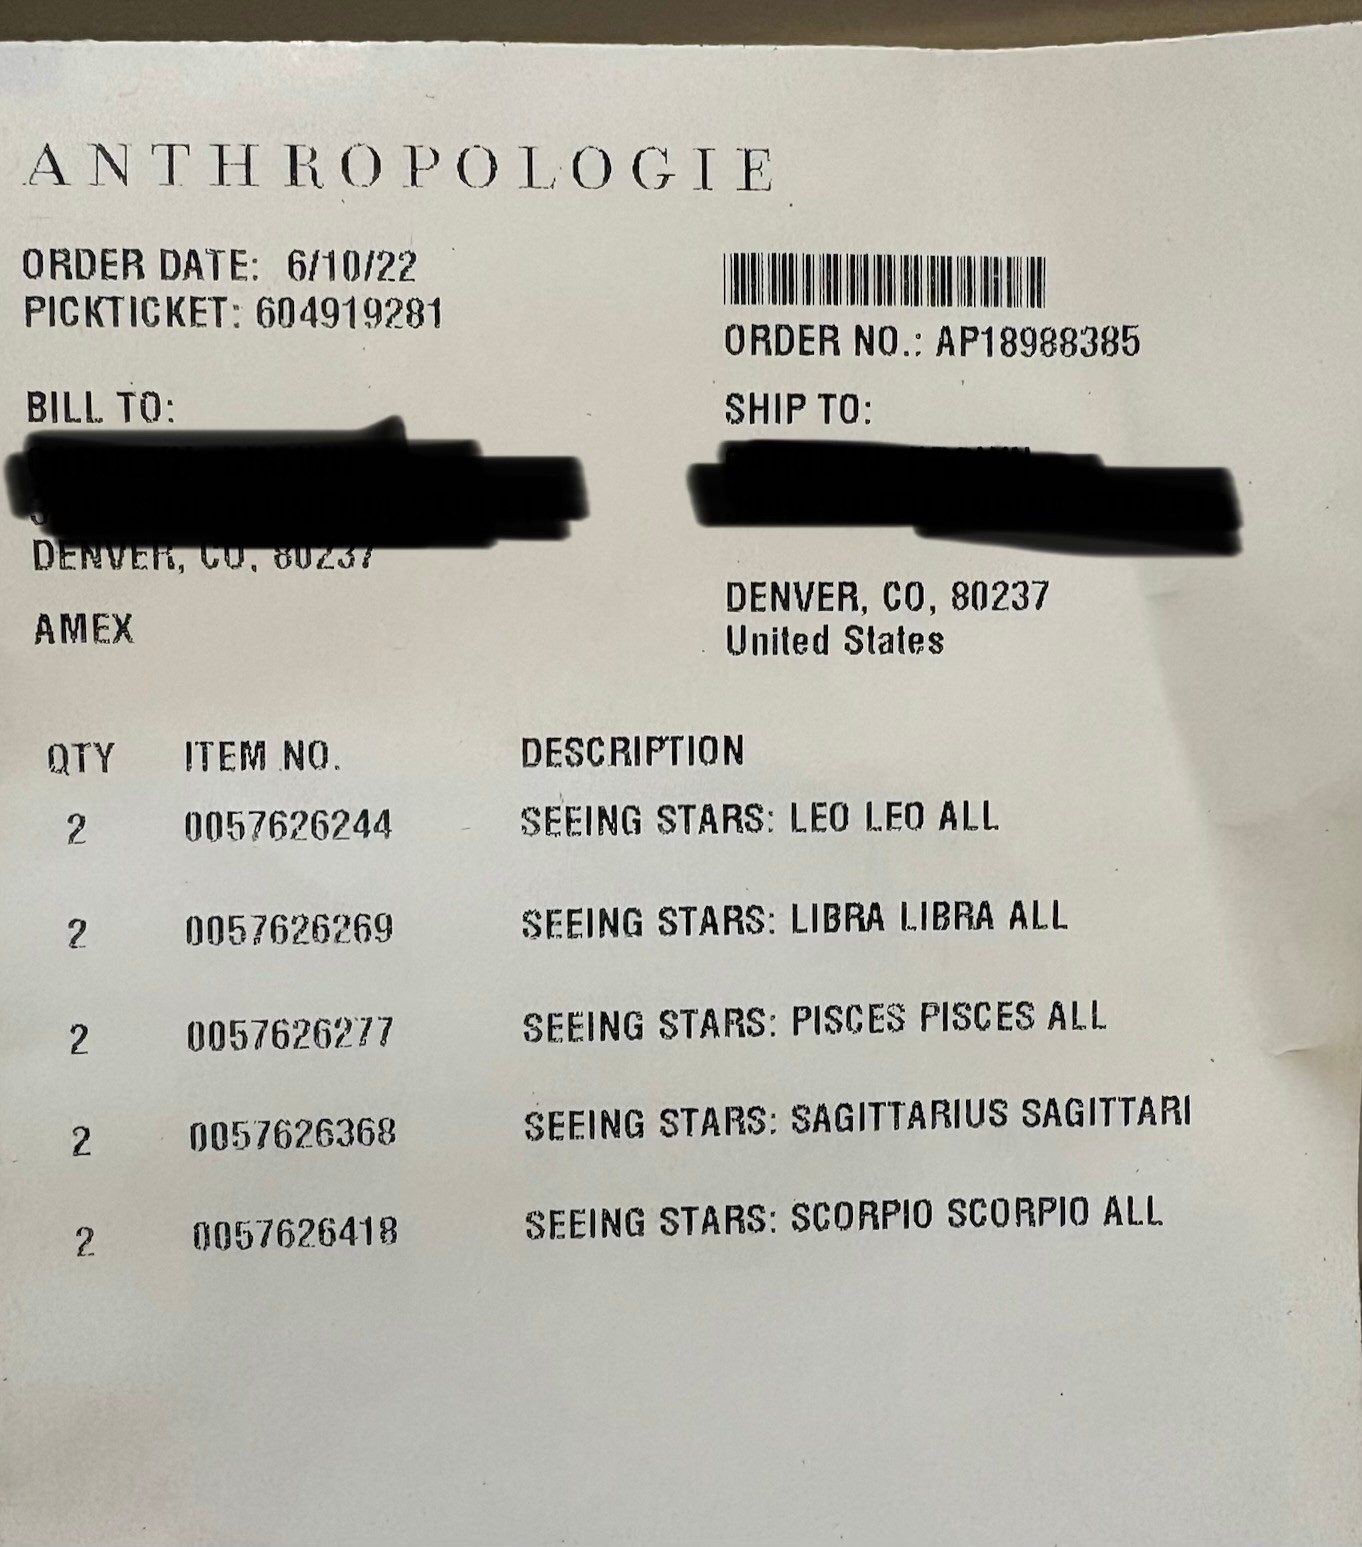 ANTHROPOLOGIE
ORDER DATE: 6/10/22
PICKTICKET: 604919281
ORDER NO.: AP18988385
BILL TO:
DENVER, CO, 80237
AMEX
SHIP TO:
DENVER, CO, 80237
United States
QTY ITEM NO. DESCRIPTION
2 0057626244 SEEING STARS: LEO LEO ALL
2 0057626269 SEEING STARS: LIBRA LIBRA ALL
2 0057626277 SEEING STARS: PISCES PISCES ALL
2 0057626368 SEEING STARS: SAGITTARIUS SAGITTARI
2 0057626418 SEEING STARS: SCORPIO SCORPIO ALL